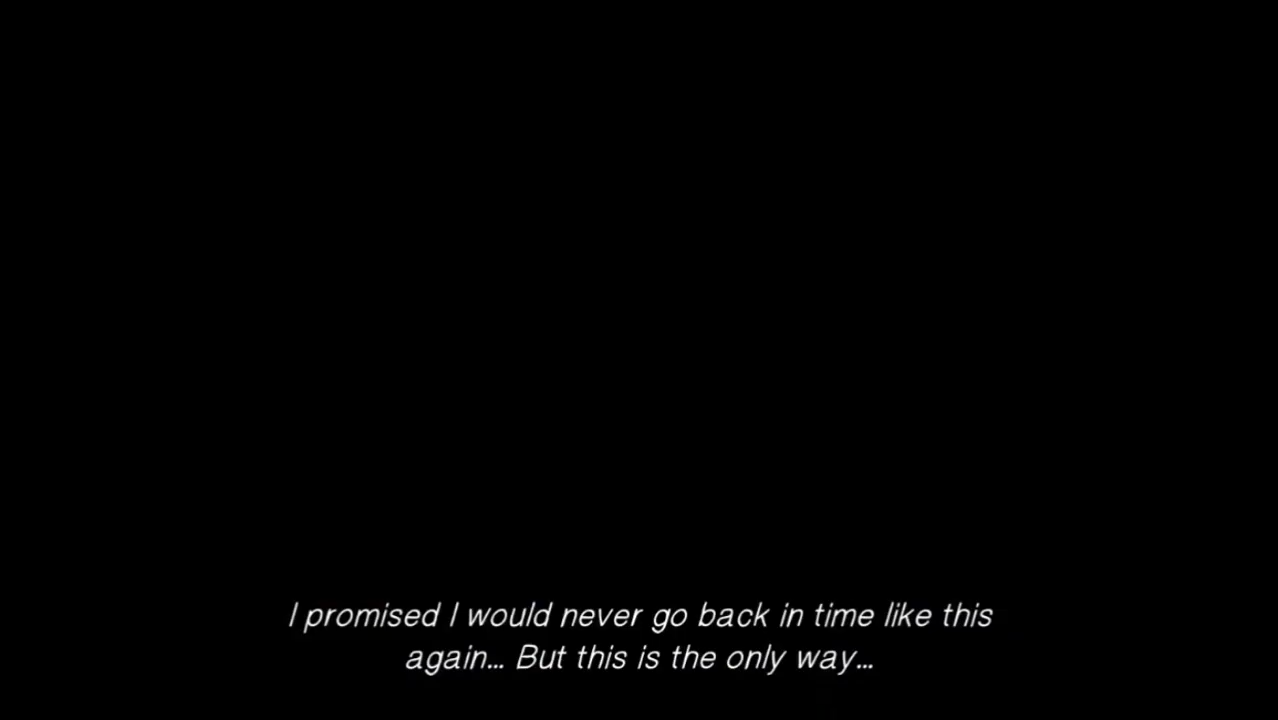 I promised I would never go back in time like this
again... But this is the only way...